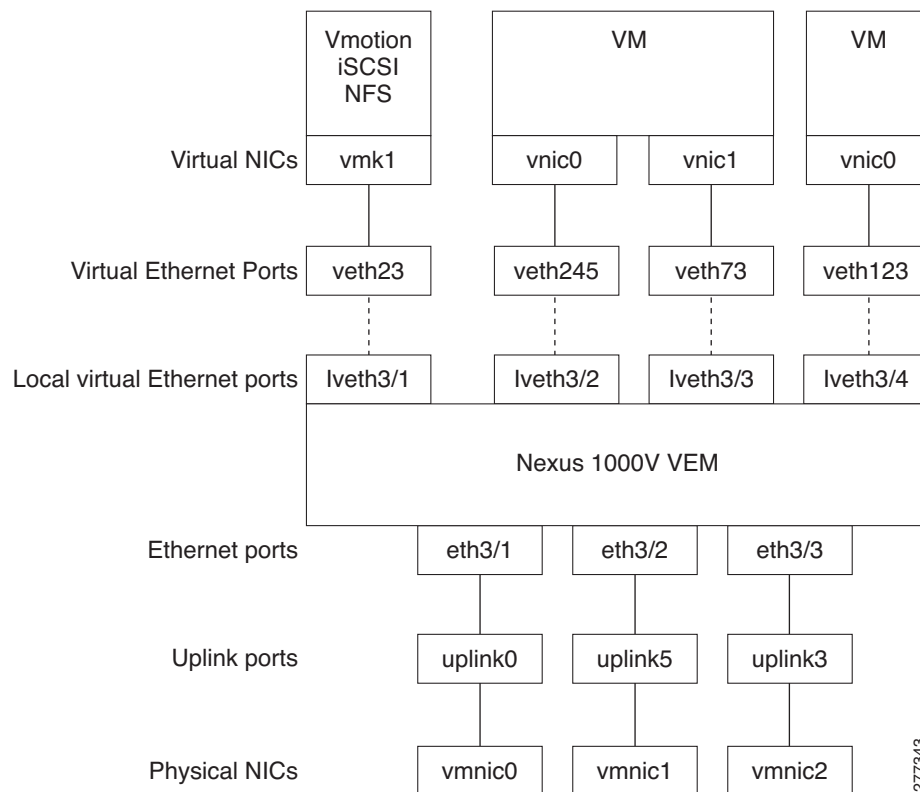 Vmotion
iSCSI
NFS
VM
VM
Virtual NICs
vmk1
vnic0
vnic1
vnic0
Virtual Ethernet Ports
veth23
veth245
veth73
veth123
Local virtual Ethernet ports
lveth3/1
lveth3/2
lveth3/3
lveth3/4
Nexus 1000V VEM
Ethernet ports
eth3/1
eth3/2
eth3/3
Uplink ports
uplink0
uplink5
uplink3
Physical NICs
vmnic0
vmnic1
vmnic2
277343